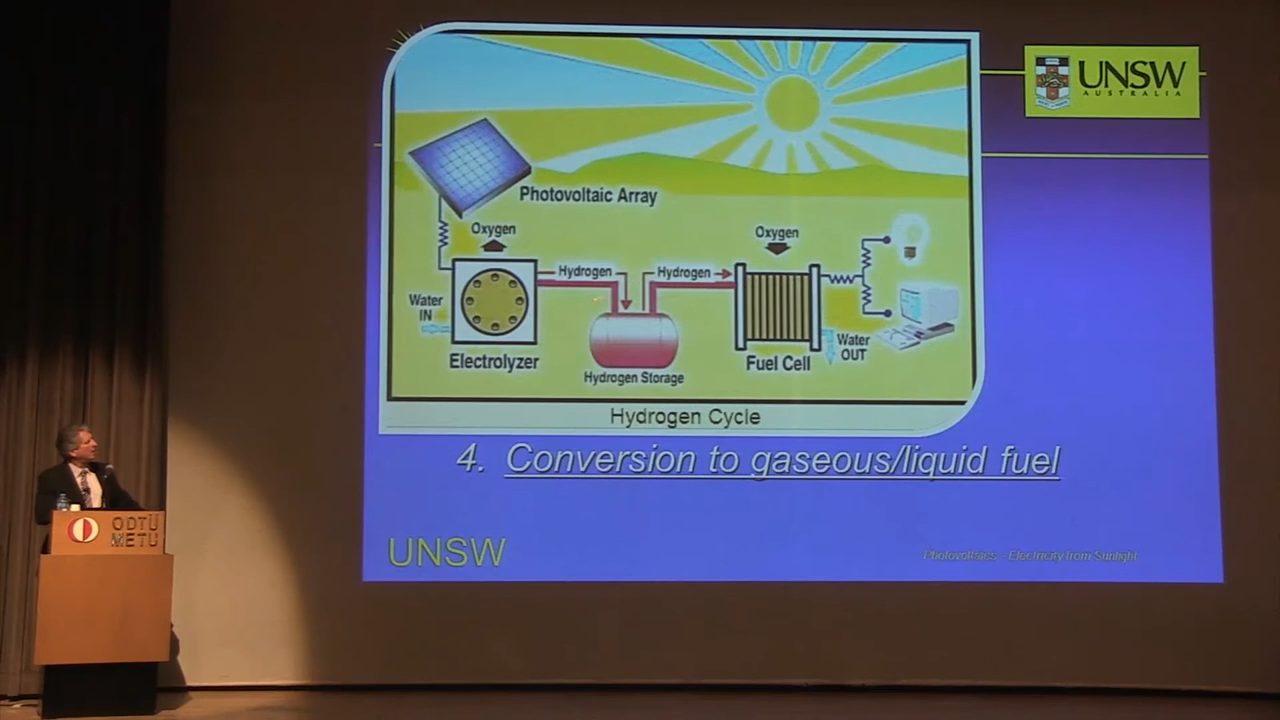 UNSW
AUSTRALIA
Photovoltaic Array
Oxygen
Oxygen
Hydrogen
Hydrogen
Water
IN
Water
OUT
Electrolyzer
Fuel Cell
Hydrogen Storage
Hydrogen Cycle
4. Conversion to gaseous/liquid fuel
ODTÜ
METU
UNSW
Photovoltaics - Electricity from Sunlight